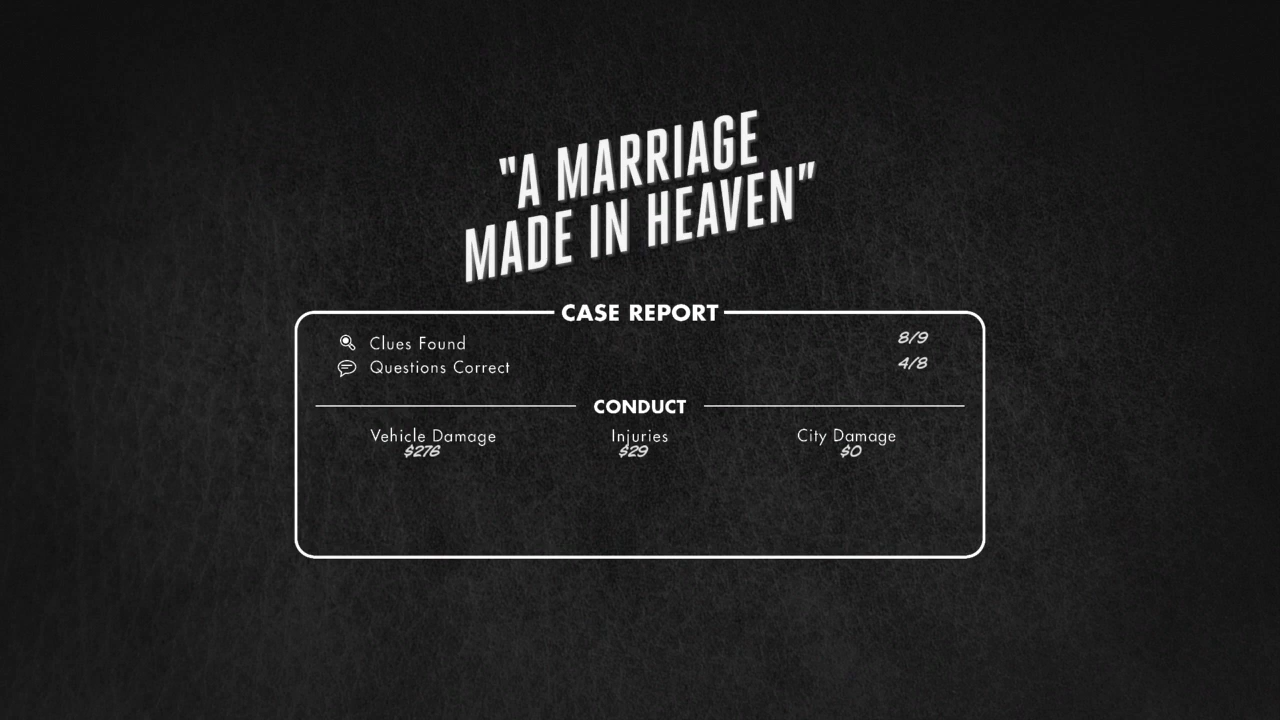 "A MARRIAGE
MADE IN HEAVEN"
CASE REPORT
Clues Found 8/9
Questions Correct 4/8
CONDUCT
Vehicle Damage Injuries City Damage
$276 $29 $0